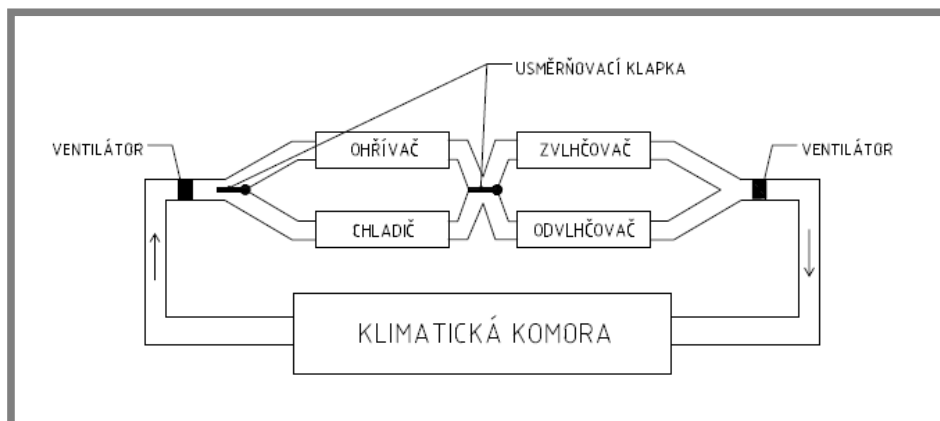 USMĚRŇOVACÍ KLAPKA
VENTILÁTOR
OHŘÍVAČ
ZVLHČOVAČ
VENTILÁTOR
CHLADIČ
ODVLHČOVAČ
KLIMATICKÁ KOMORA